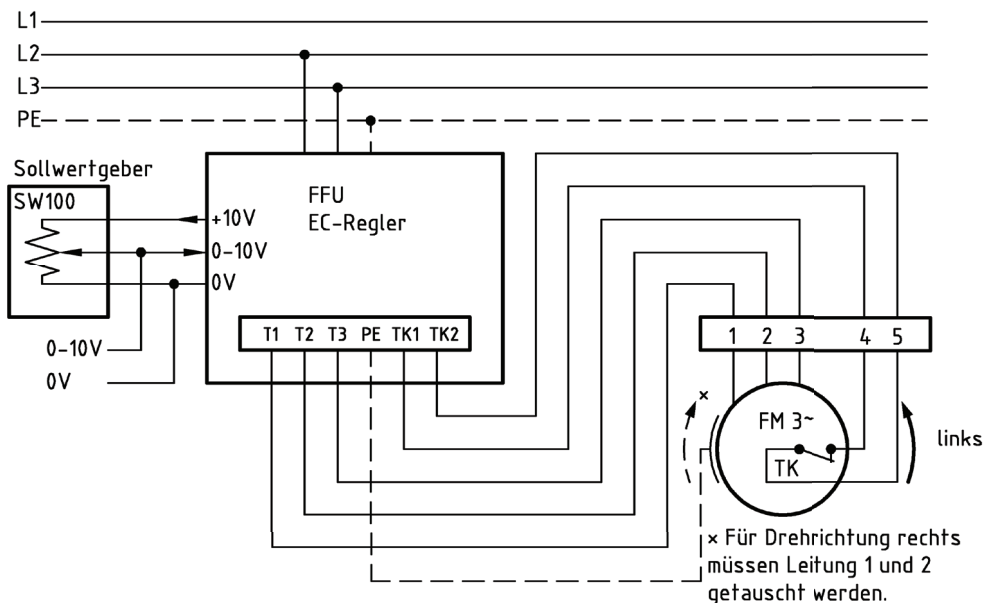 L1
L2
L3
PE
Sollwertgeber
SW100
FFU
EC-Regler
+10V
0-10V
0V
T1 T2 T3 PE TK1 TK2
0-10V
0V
1 2 3 4 5
×
FM 3~
TK
links
× Für Drehrichtung rechts
müssen Leitung 1 und 2
getauscht werden.